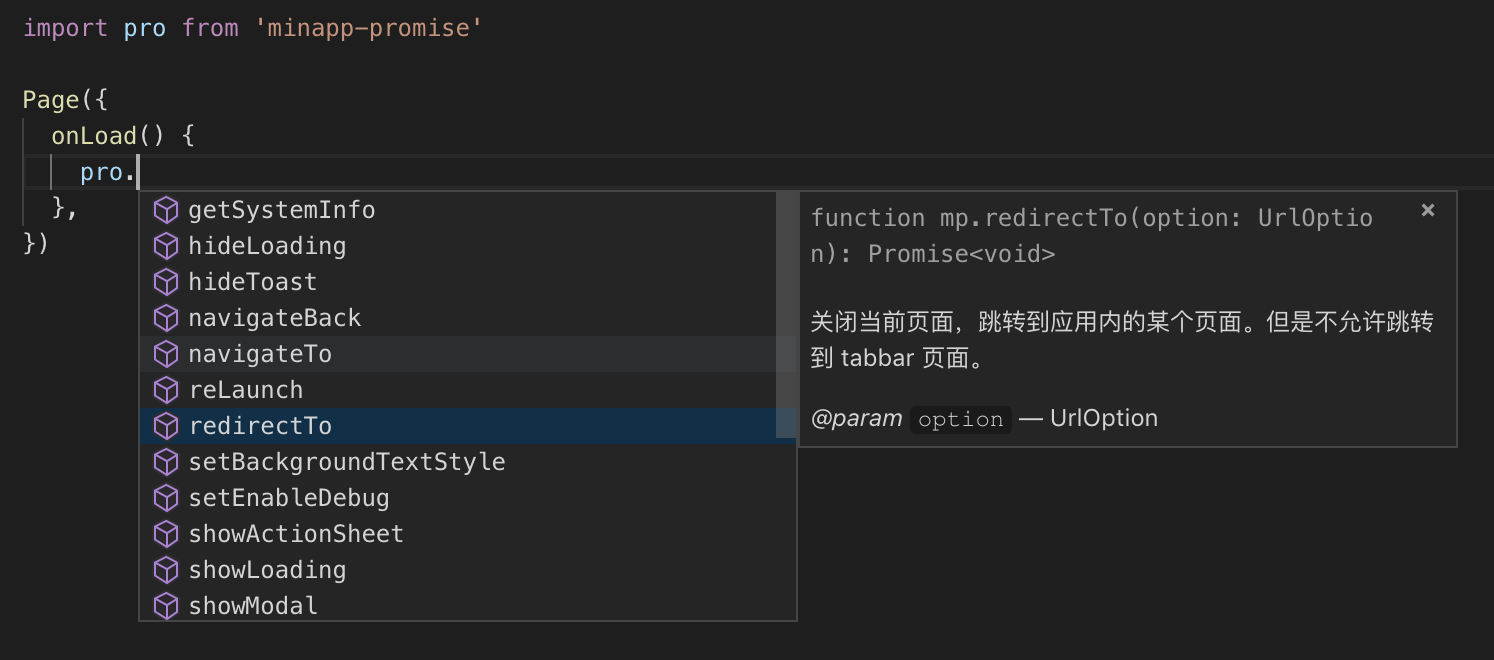 import pro from 'minapp-promise'
Page({
onLoad() {
pro.
},
})
getSystemInfo
hideLoading
hideToast
navigateBack
navigateTo
reLaunch
redirectTo
setBackgroundTextStyle
setEnableDebug
showActionSheet
showLoading
showModal
function mp.redirectTo(option: UrlOptio
n): Promise<void>
关闭当前页面，跳转到应用内的某个页面。但是不允许跳转
到 tabbar 页面。
@param option — UrlOption